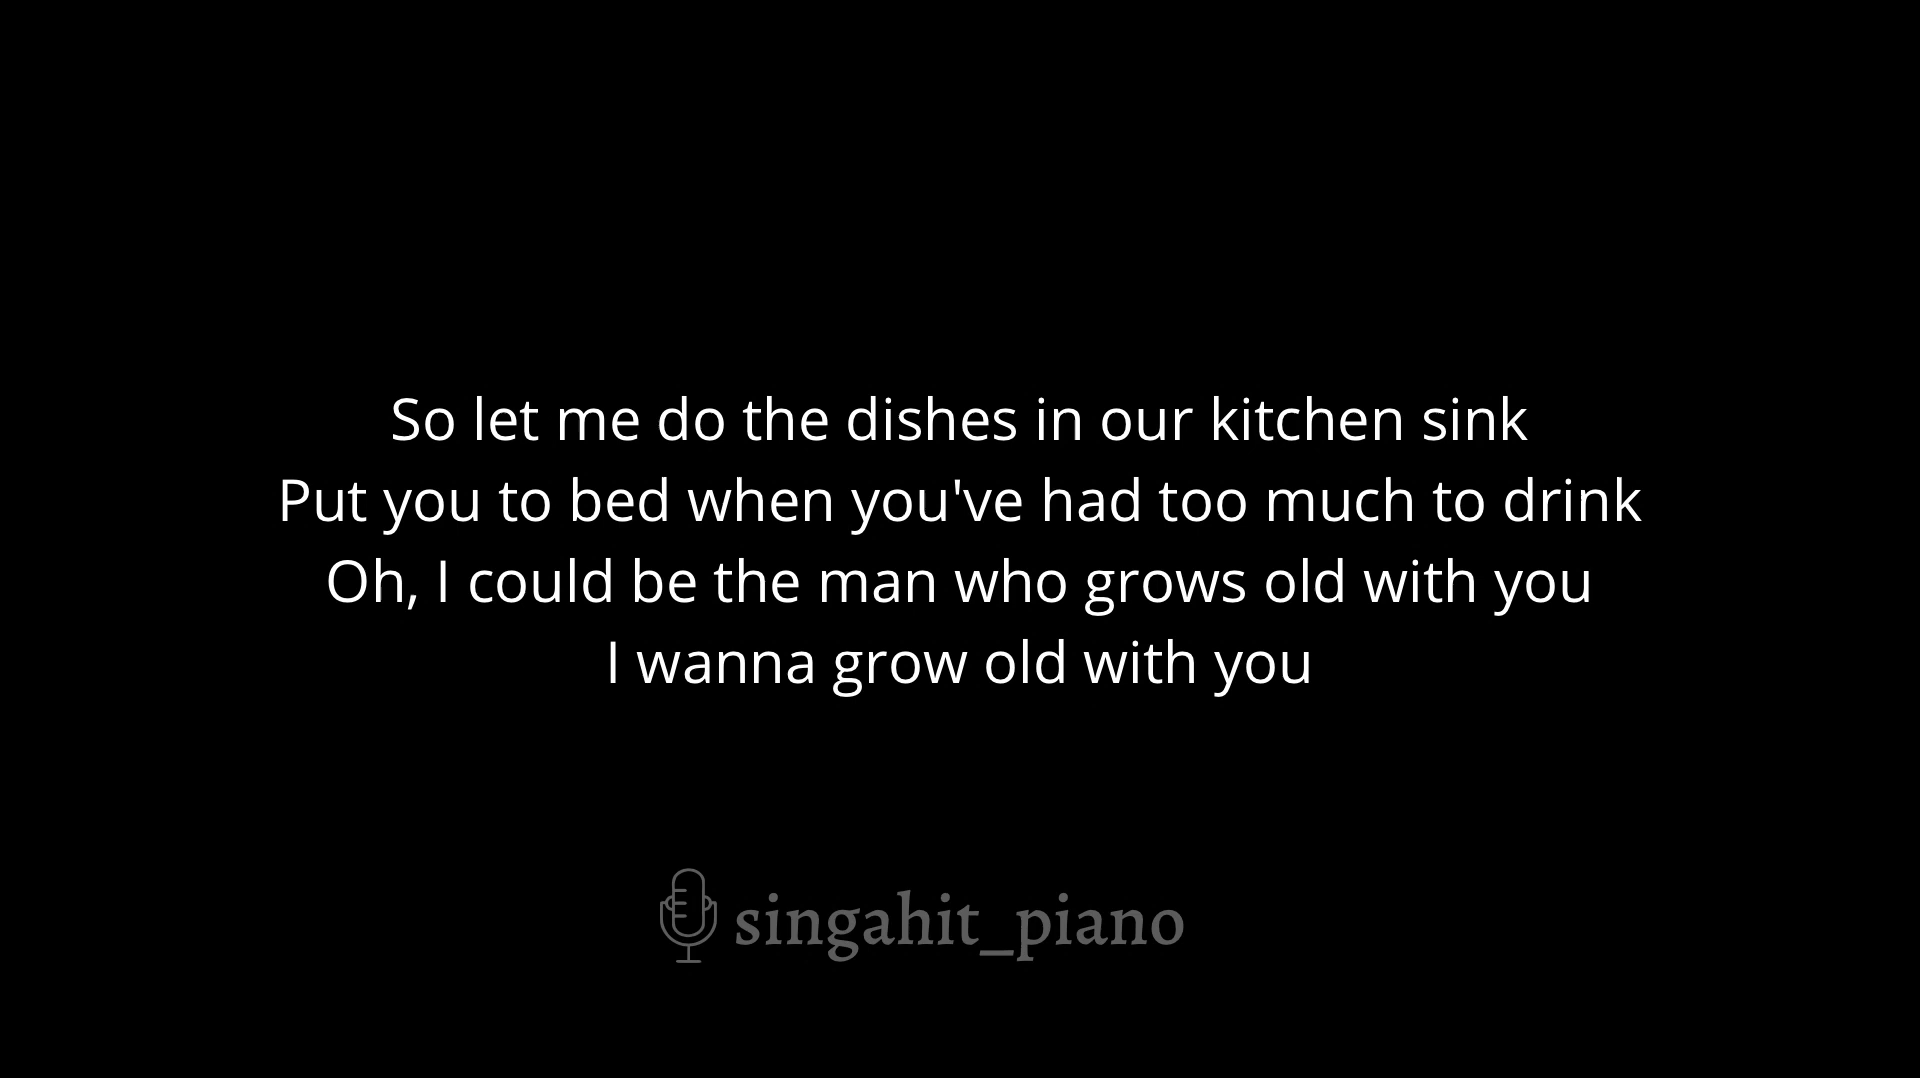 So let me do the dishes in our kitchen sink
Put you to bed when you've had too much to drink
Oh, I could be the man who grows old with you
I wanna grow old with you
singahit_piano